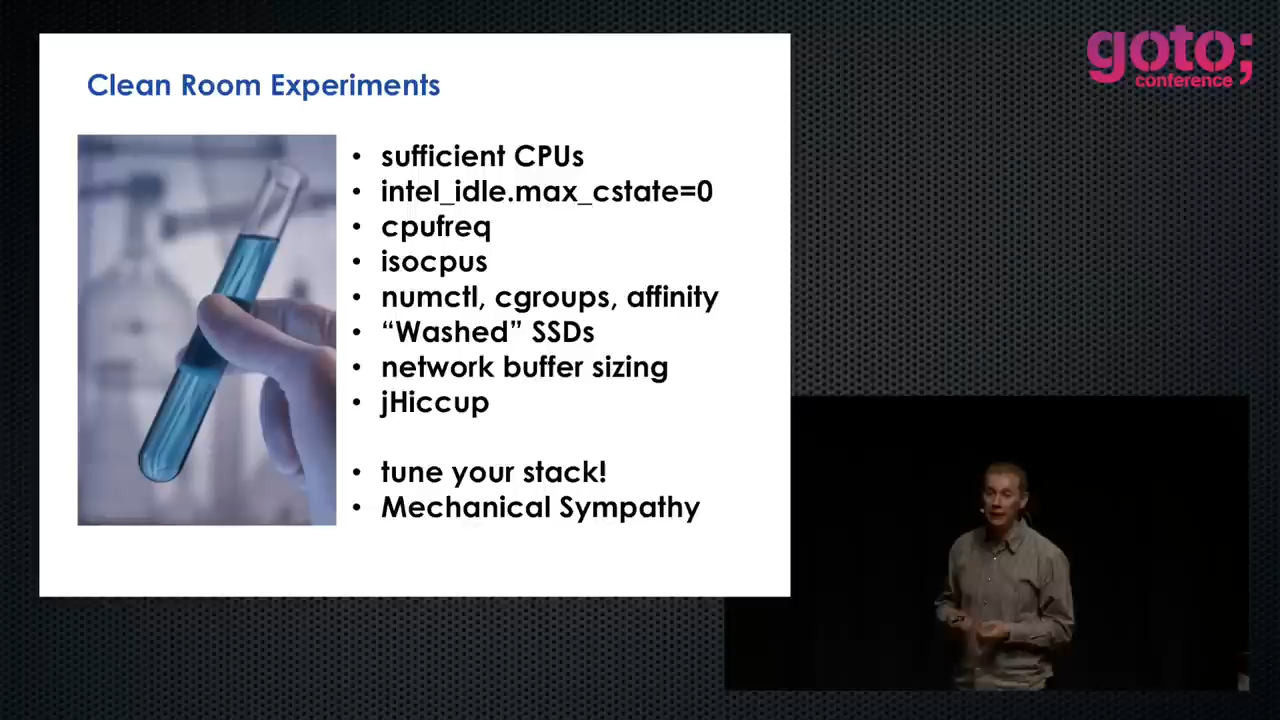 goto;
conference
Clean Room Experiments
• sufficient CPUs
• intel_idle.max_cstate=0
• cpufreq
• isocpus
• numctl, cgroups, affinity
• “Washed” SSDs
• network buffer sizing
• jHiccup
• tune your stack!
• Mechanical Sympathy